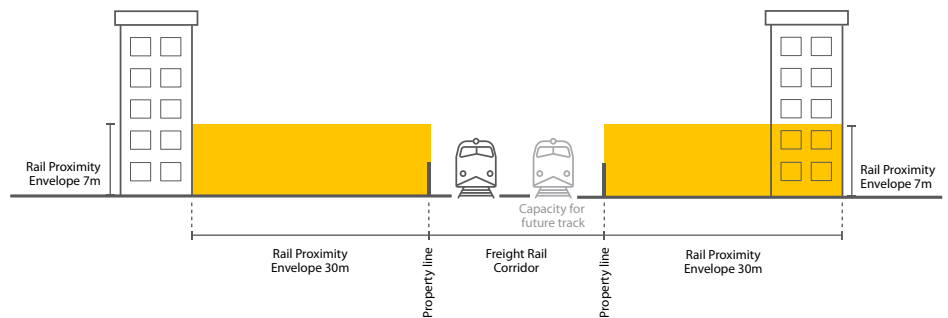 Rail Proximity
Envelope 7m
Rail Proximity
Envelope 7m
Capacity for
future track
Rail Proximity
Envelope 30m
Property line
Freight Rail
Corridor
Property line
Rail Proximity
Envelope 30m